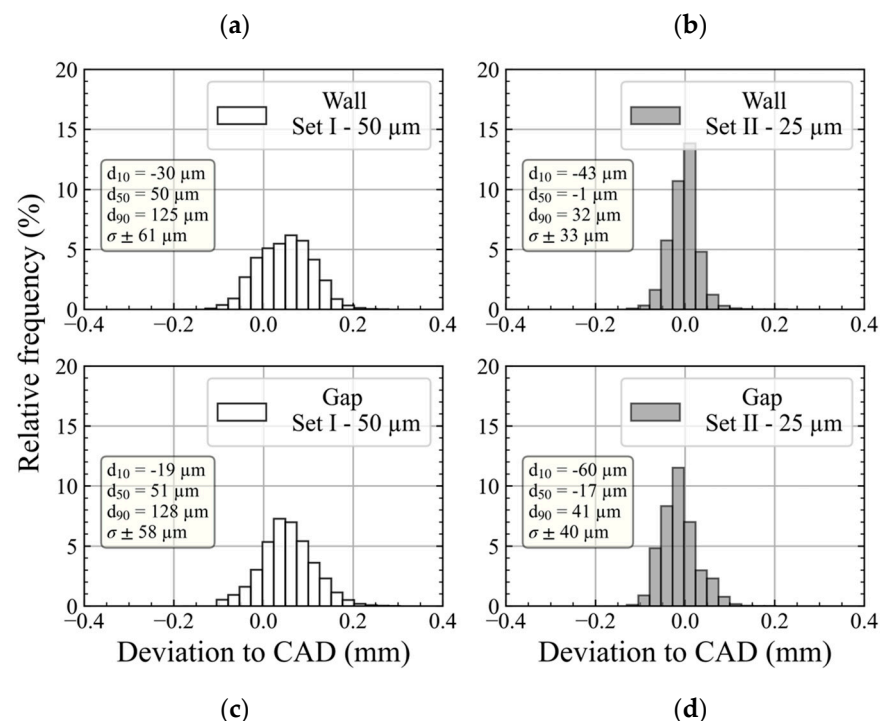 (a)
(b)
20
15
10
5
0
Wall
Set I - 50 µm
d10 = -30 µm
d50 = 50 µm
d90 = 125 µm
σ ± 61 µm
−0.4
−0.2
0.0
0.2
0.4
20
15
10
5
0
Wall
Set II - 25 µm
d10 = -43 µm
d50 = -1 µm
d90 = 32 µm
σ ± 33 µm
−0.4
−0.2
0.0
0.2
0.4
Relative frequency (%)
20
15
10
5
0
Gap
Set I - 50 µm
d10 = -19 µm
d50 = 51 µm
d90 = 128 µm
σ ± 58 µm
−0.4
−0.2
0.0
0.2
0.4
Deviation to CAD (mm)
20
15
10
5
0
Gap
Set II - 25 µm
d10 = -60 µm
d50 = -17 µm
d90 = 41 µm
σ ± 40 µm
−0.4
−0.2
0.0
0.2
0.4
Deviation to CAD (mm)
(c)
(d)